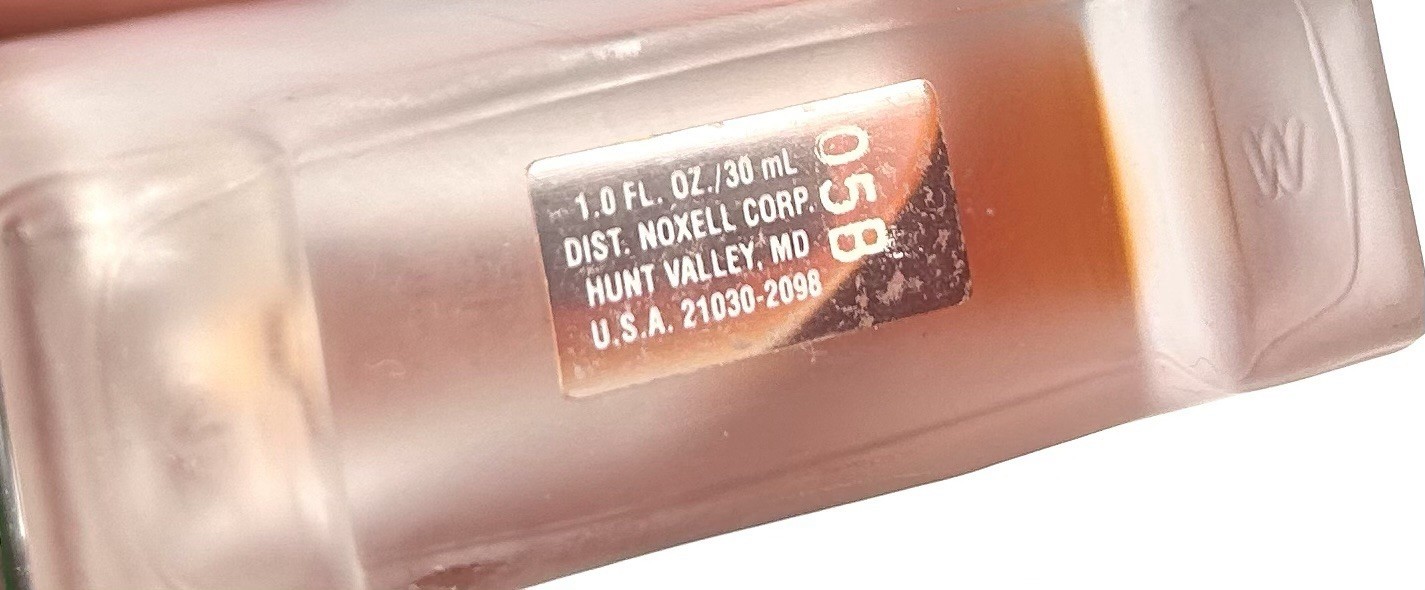 1.0 FL. OZ./30 mL
DIST. NOXELL CORP.
HUNT VALLEY, MD
U.S.A. 21030-2098
058
W